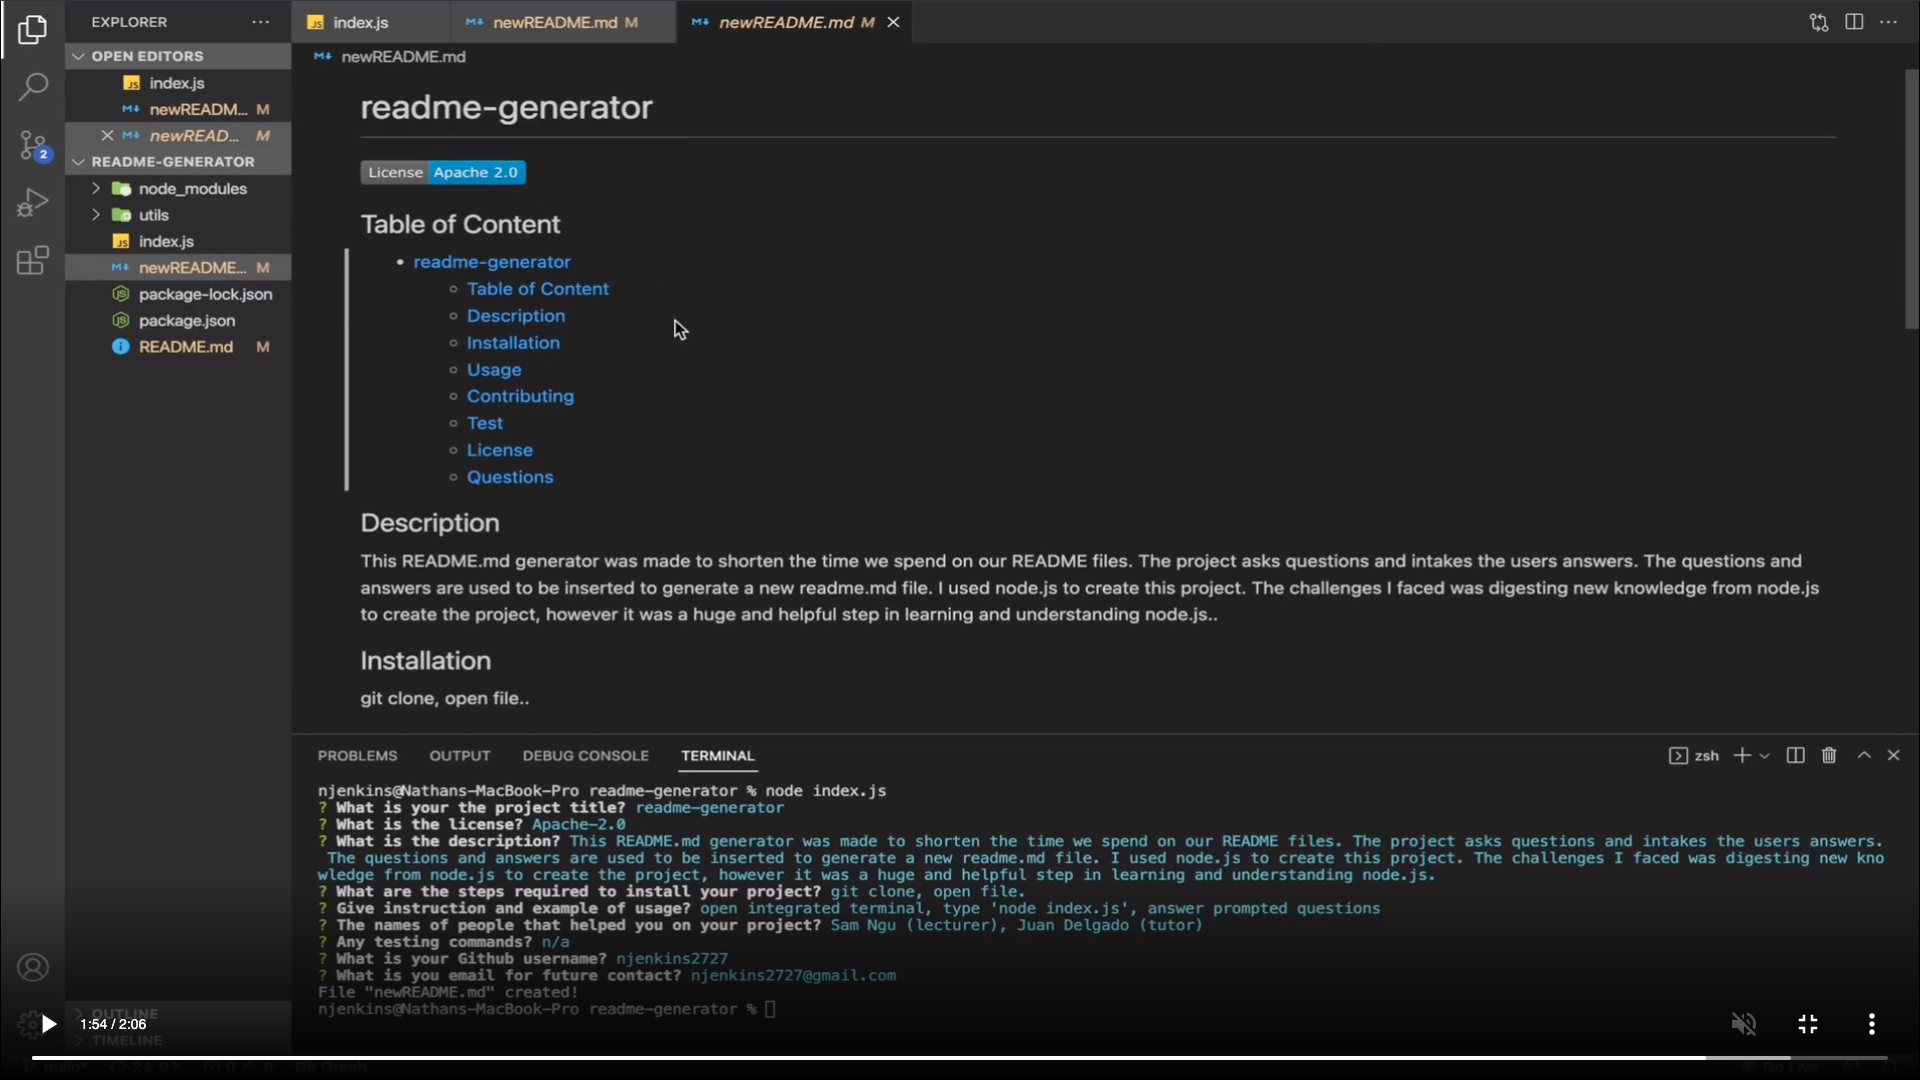 EXPLORER
index.js
newREADME.md M
newREADME.md M
OPEN EDITORS
index.js
newREADM... M
newREAD... M
README-GENERATOR
node_modules
utils
index.js
newREADME... M
package-lock.json
package.json
README.md M
2
newREADME.md
readme-generator
License Apache 2.0
Table of Content
readme-generator
Table of Content
Description
Installation
Usage
Contributing
Test
License
Questions
Description
This README.md generator was made to shorten the time we spend on our README files. The project asks questions and intakes the users answers. The questions and
answers are used to be inserted to generate a new readme.md file. I used node.js to create this project. The challenges I faced was digesting new knowledge from node.js
to create the project, however it was a huge and helpful step in learning and understanding node.js..
Installation
git clone, open file..
PROBLEMS OUTPUT DEBUG CONSOLE TERMINAL
zsh
njenkins@Nathans-MacBook-Pro readme-generator % node index.js
? What is your the project title? readme-generator
? What is the license? Apache-2.0
? What is the description? This README.md generator was made to shorten the time we spend on our README files. The project asks questions and intakes the users answers.
The questions and answers are used to be inserted to generate a new readme.md file. I used node.js to create this project. The challenges I faced was digesting new kno
wledge from node.js to create the project, however it was a huge and helpful step in learning and understanding node.js.
? What are the steps required to install your project? git clone, open file.
? Give instruction and example of usage? open integrated terminal, type 'node index.js', answer prompted questions
? The names of people that helped you on your project? Sam Ngu (lecturer), Juan Delgado (tutor)
? Any testing commands? n/a
? What is your Github username? njenkins2727
? What is you email for future contact? njenkins2727@gmail.com
File "newREADME.md" created!
njenkins@Nathans-MacBook-Pro readme-generator %
OUTLINE
TIMELINE
1:54 / 2:06
main*
Git Graph
Go Live